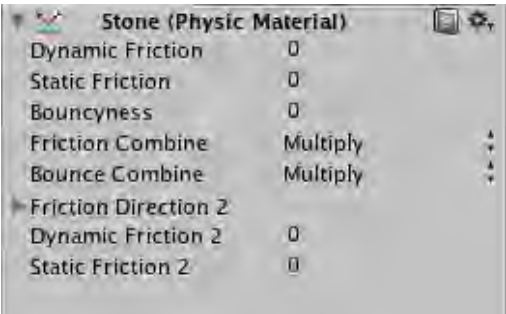 Stone (Physic Material)
Dynamic Friction 0
Static Friction 0
Bouncyness 0
Friction Combine Multiply
Bounce Combine Multiply
Friction Direction 2
Dynamic Friction 2 0
Static Friction 2 0